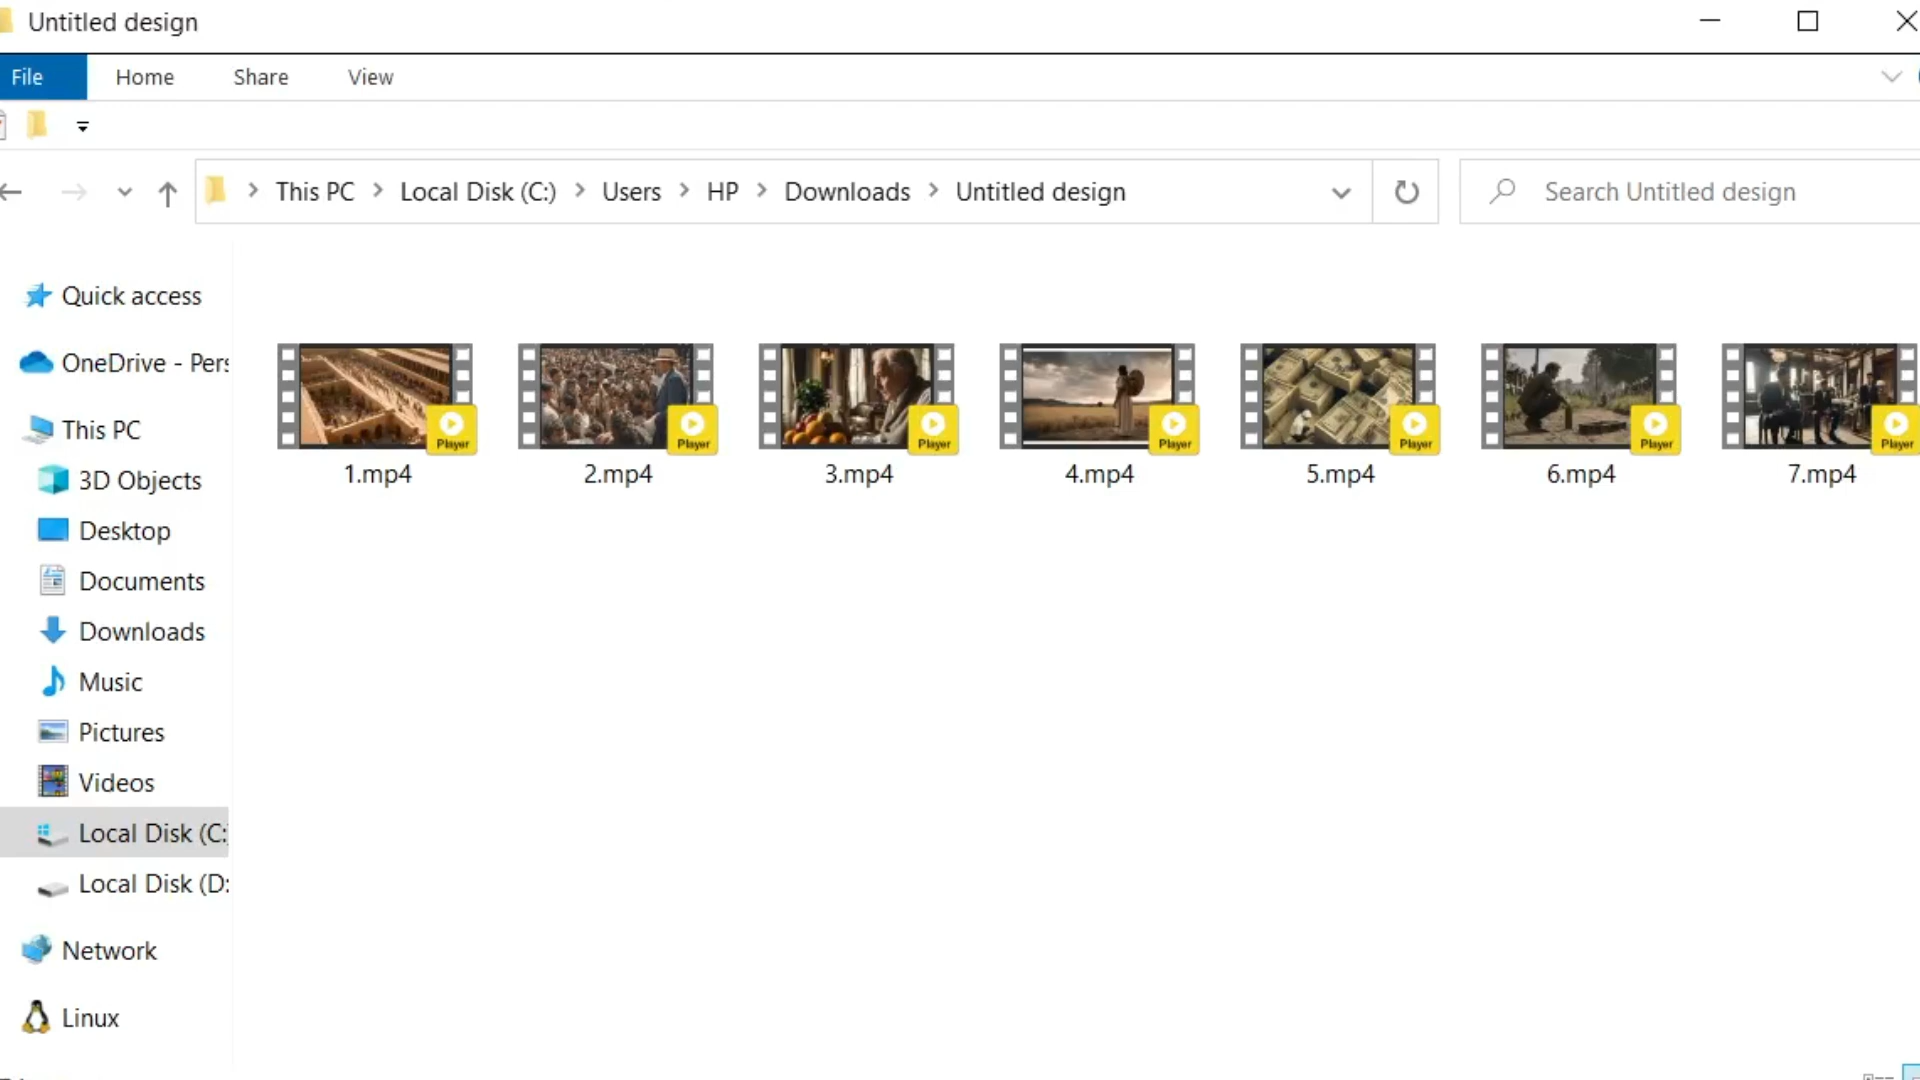 Untitled design
File Home Share View
This PC Local Disk (C:) Users HP Downloads Untitled design
Search Untitled design
Quick access
OneDrive - Pers
This PC
3D Objects
Desktop
Documents
Downloads
Music
Pictures
Videos
Local Disk (C:
Local Disk (D:
Network
Linux
Player Player Player Player Player Player Player
1.mp4 2.mp4 3.mp4 4.mp4 5.mp4 6.mp4 7.mp4